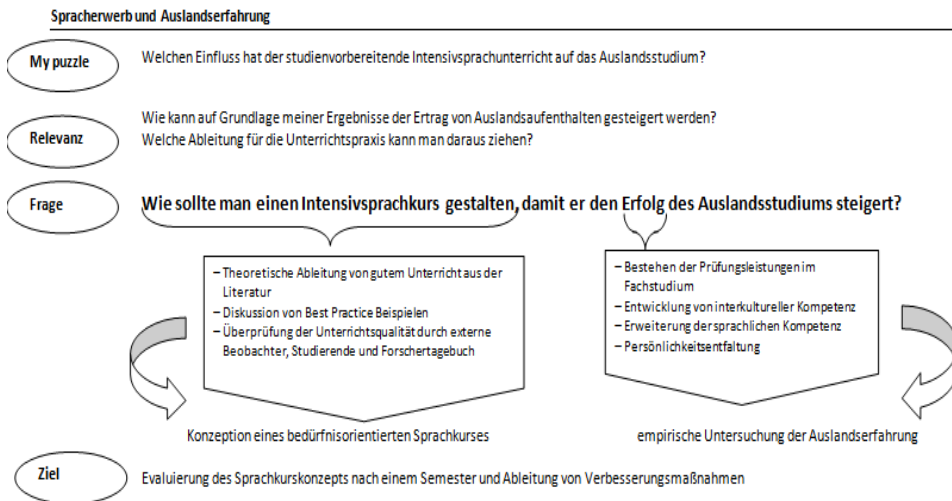 Spracherwerb und Auslandserfahrung
My puzzle
Welchen Einfluss hat der studienvorbereitende Intensivsprachunterricht auf das Auslandsstudium?
Relevanz
Wie kann auf Grundlage meiner Ergebnisse der Ertrag von Auslandsaufenthalten gesteigert werden?
Welche Ableitung für die Unterrichtspraxis kann man daraus ziehen?
Frage
Wie sollte man einen Intensivsprachkurs gestalten, damit er den Erfolg des Auslandsstudiums steigert?
– Theoretische Ableitung von gutem Unterricht aus der
Literatur
– Diskussion von Best Practice Beispielen
– Überprüfung der Unterrichtsqualität durch externe
Beobachter, Studierende und Forschertagebuch
– Bestehen der Prüfungsleistungen im
Fachstudium
– Entwicklung von interkultureller Kompetenz
– Erweiterung der sprachlichen Kompetenz
– Persönlichkeitsentfaltung
Konzeption eines bedürfnisorientierten Sprachkurses
empirische Untersuchung der Auslandserfahrung
Ziel
Evaluierung des Sprachkurskonzepts nach einem Semester und Ableitung von Verbesserungsmaßnahmen